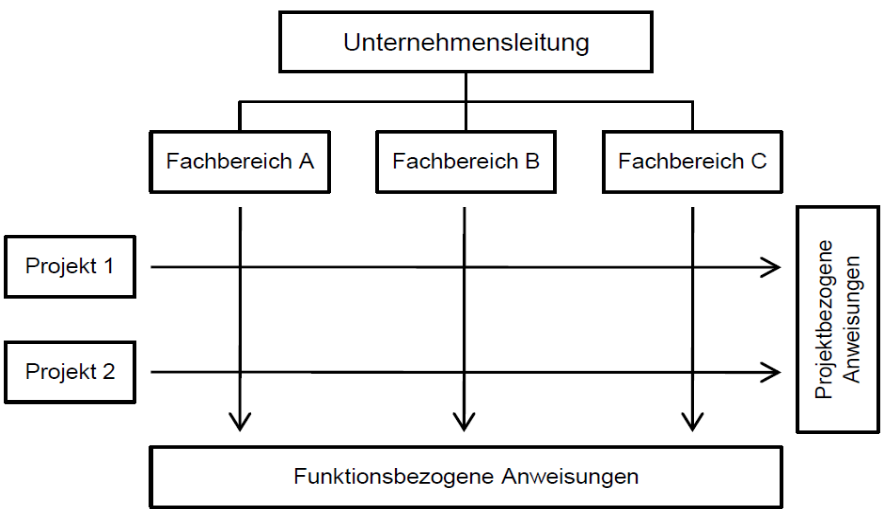 Unternehmensleitung
Fachbereich A
Fachbereich B
Fachbereich C
Projekt 1
Projekt 2
Projektbezogene
Anweisungen
Funktionsbezogene Anweisungen